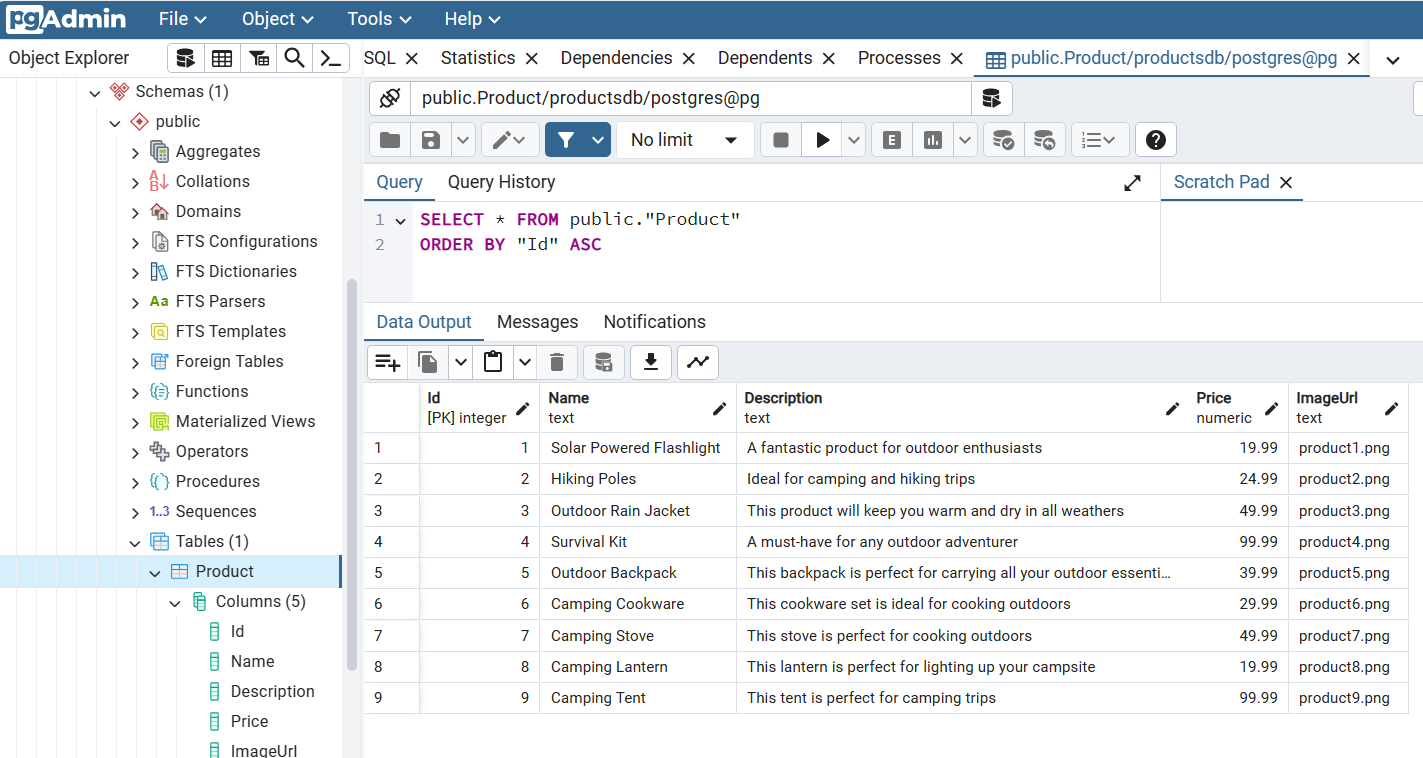 pgAdmin File Object Tools Help
Object Explorer
SQL Statistics Dependencies Dependents Processes public.Product/productsdb/postgres@pg
Schemas (1)
public
Aggregates
Collations
Domains
FTS Configurations
FTS Dictionaries
Aa FTS Parsers
FTS Templates
Foreign Tables
Functions
Materialized Views
Operators
Procedures
1..3 Sequences
Tables (1)
Product
Columns (5)
Id
Name
Description
Price
ImageUrl
public.Product/productsdb/postgres@pg
No limit E
Query Query History Scratch Pad
1 SELECT * FROM public."Product"
2 ORDER BY "Id" ASC
Data Output Messages Notifications
Id Name Description Price ImageUrl
[PK] integer text text numeric text
1 1 Solar Powered Flashlight A fantastic product for outdoor enthusiasts 19.99 product1.png
2 2 Hiking Poles Ideal for camping and hiking trips 24.99 product2.png
3 3 Outdoor Rain Jacket This product will keep you warm and dry in all weathers 49.99 product3.png
4 4 Survival Kit A must-have for any outdoor adventurer 99.99 product4.png
5 5 Outdoor Backpack This backpack is perfect for carrying all your outdoor essenti... 39.99 product5.png
6 6 Camping Cookware This cookware set is ideal for cooking outdoors 29.99 product6.png
7 7 Camping Stove This stove is perfect for cooking outdoors 49.99 product7.png
8 8 Camping Lantern This lantern is perfect for lighting up your campsite 19.99 product8.png
9 9 Camping Tent This tent is perfect for camping trips 99.99 product9.png